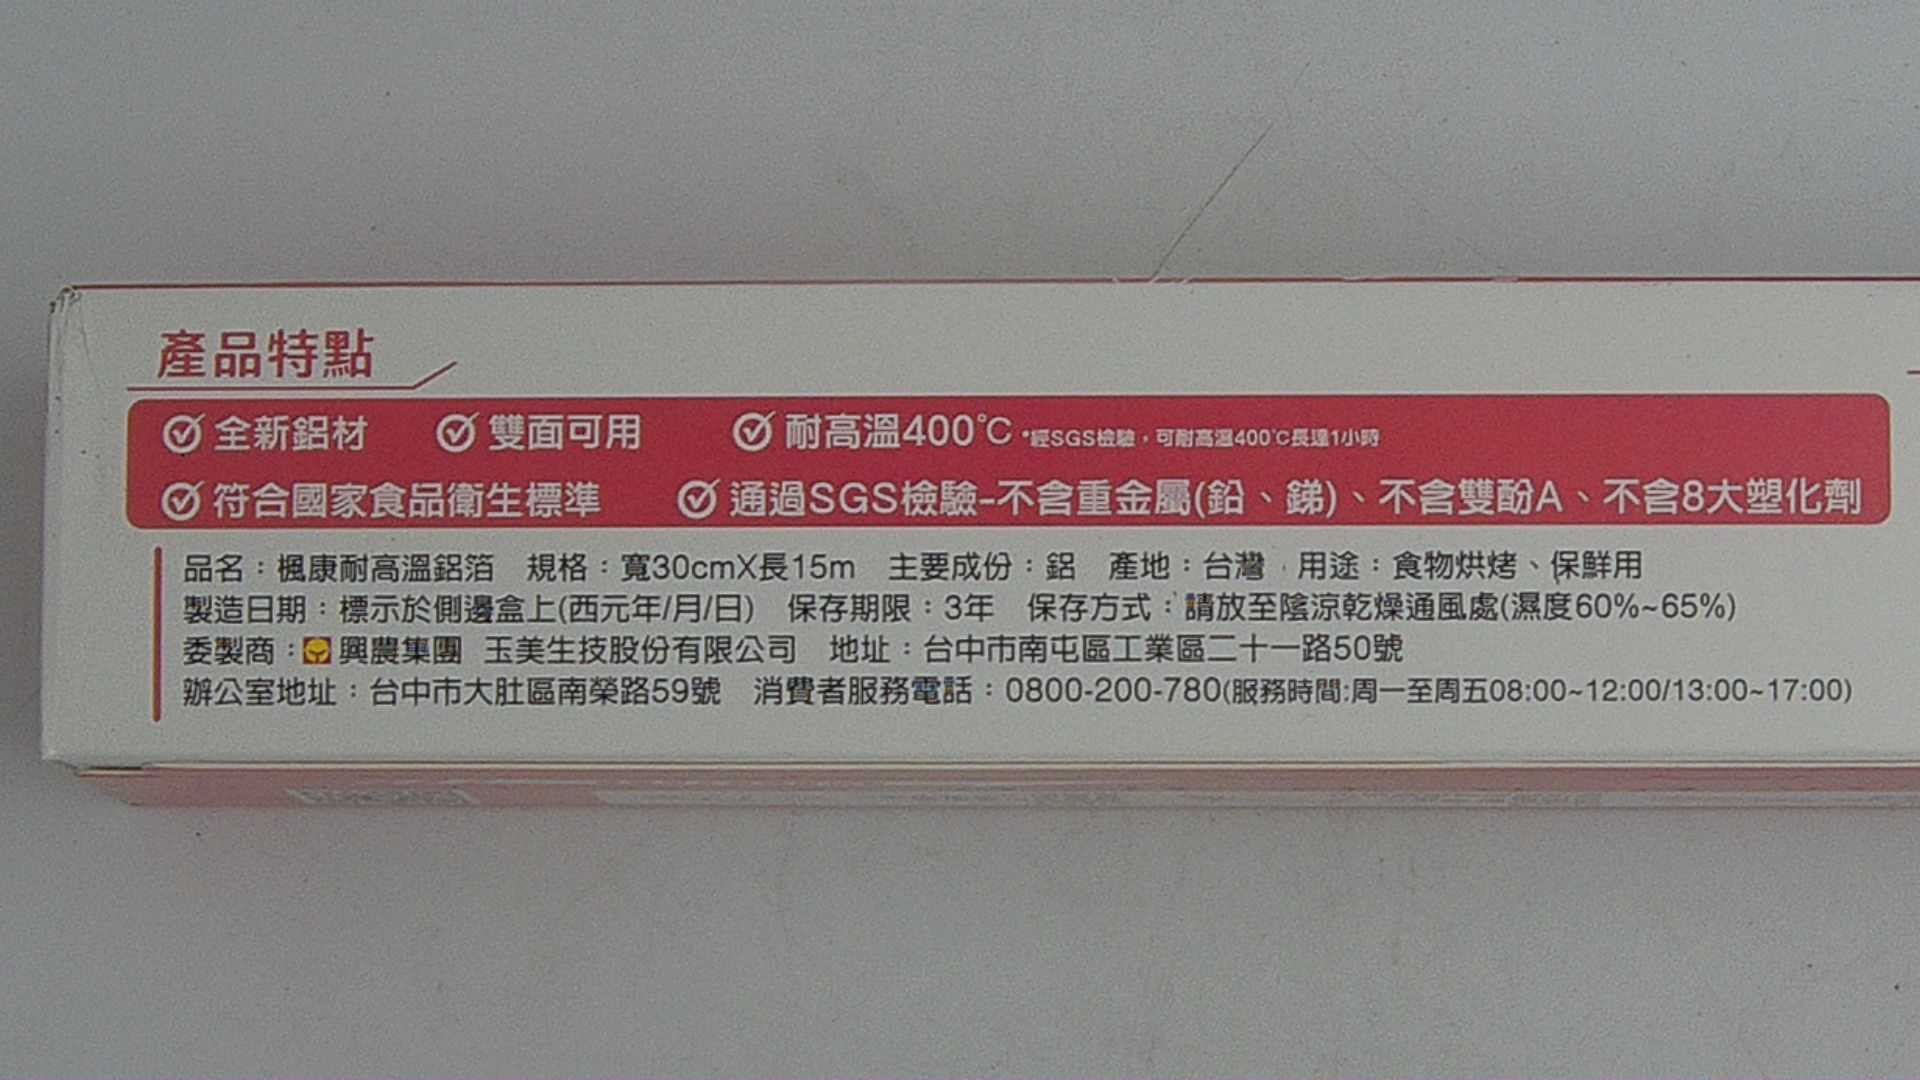 產品特點
全新鋁材 雙面可用 耐高溫400℃ *經SGS檢驗,可耐高溫400℃長達1小時
符合國家食品衛生標準 通過SGS檢驗-不含重金屬(鉛、銻)、不含雙酚A、不含8大塑化劑
品名:楓康耐高溫鋁箔 規格:寬30cmX長15m 主要成份:鋁 產地:台灣 用途:食物烘烤、保鮮用
製造日期:標示於側邊盒上(西元年/月/日) 保存期限:3年 保存方式:請放至陰涼乾燥通風處(濕度60%~65%)
委製商:興農集團 玉美生技股份有限公司 地址:台中市南屯區工業區二十一路50號
辦公室地址:台中市大肚區南榮路59號 消費者服務電話:0800-200-780(服務時間:周一至周五08:00~12:00/13:00~17:00)